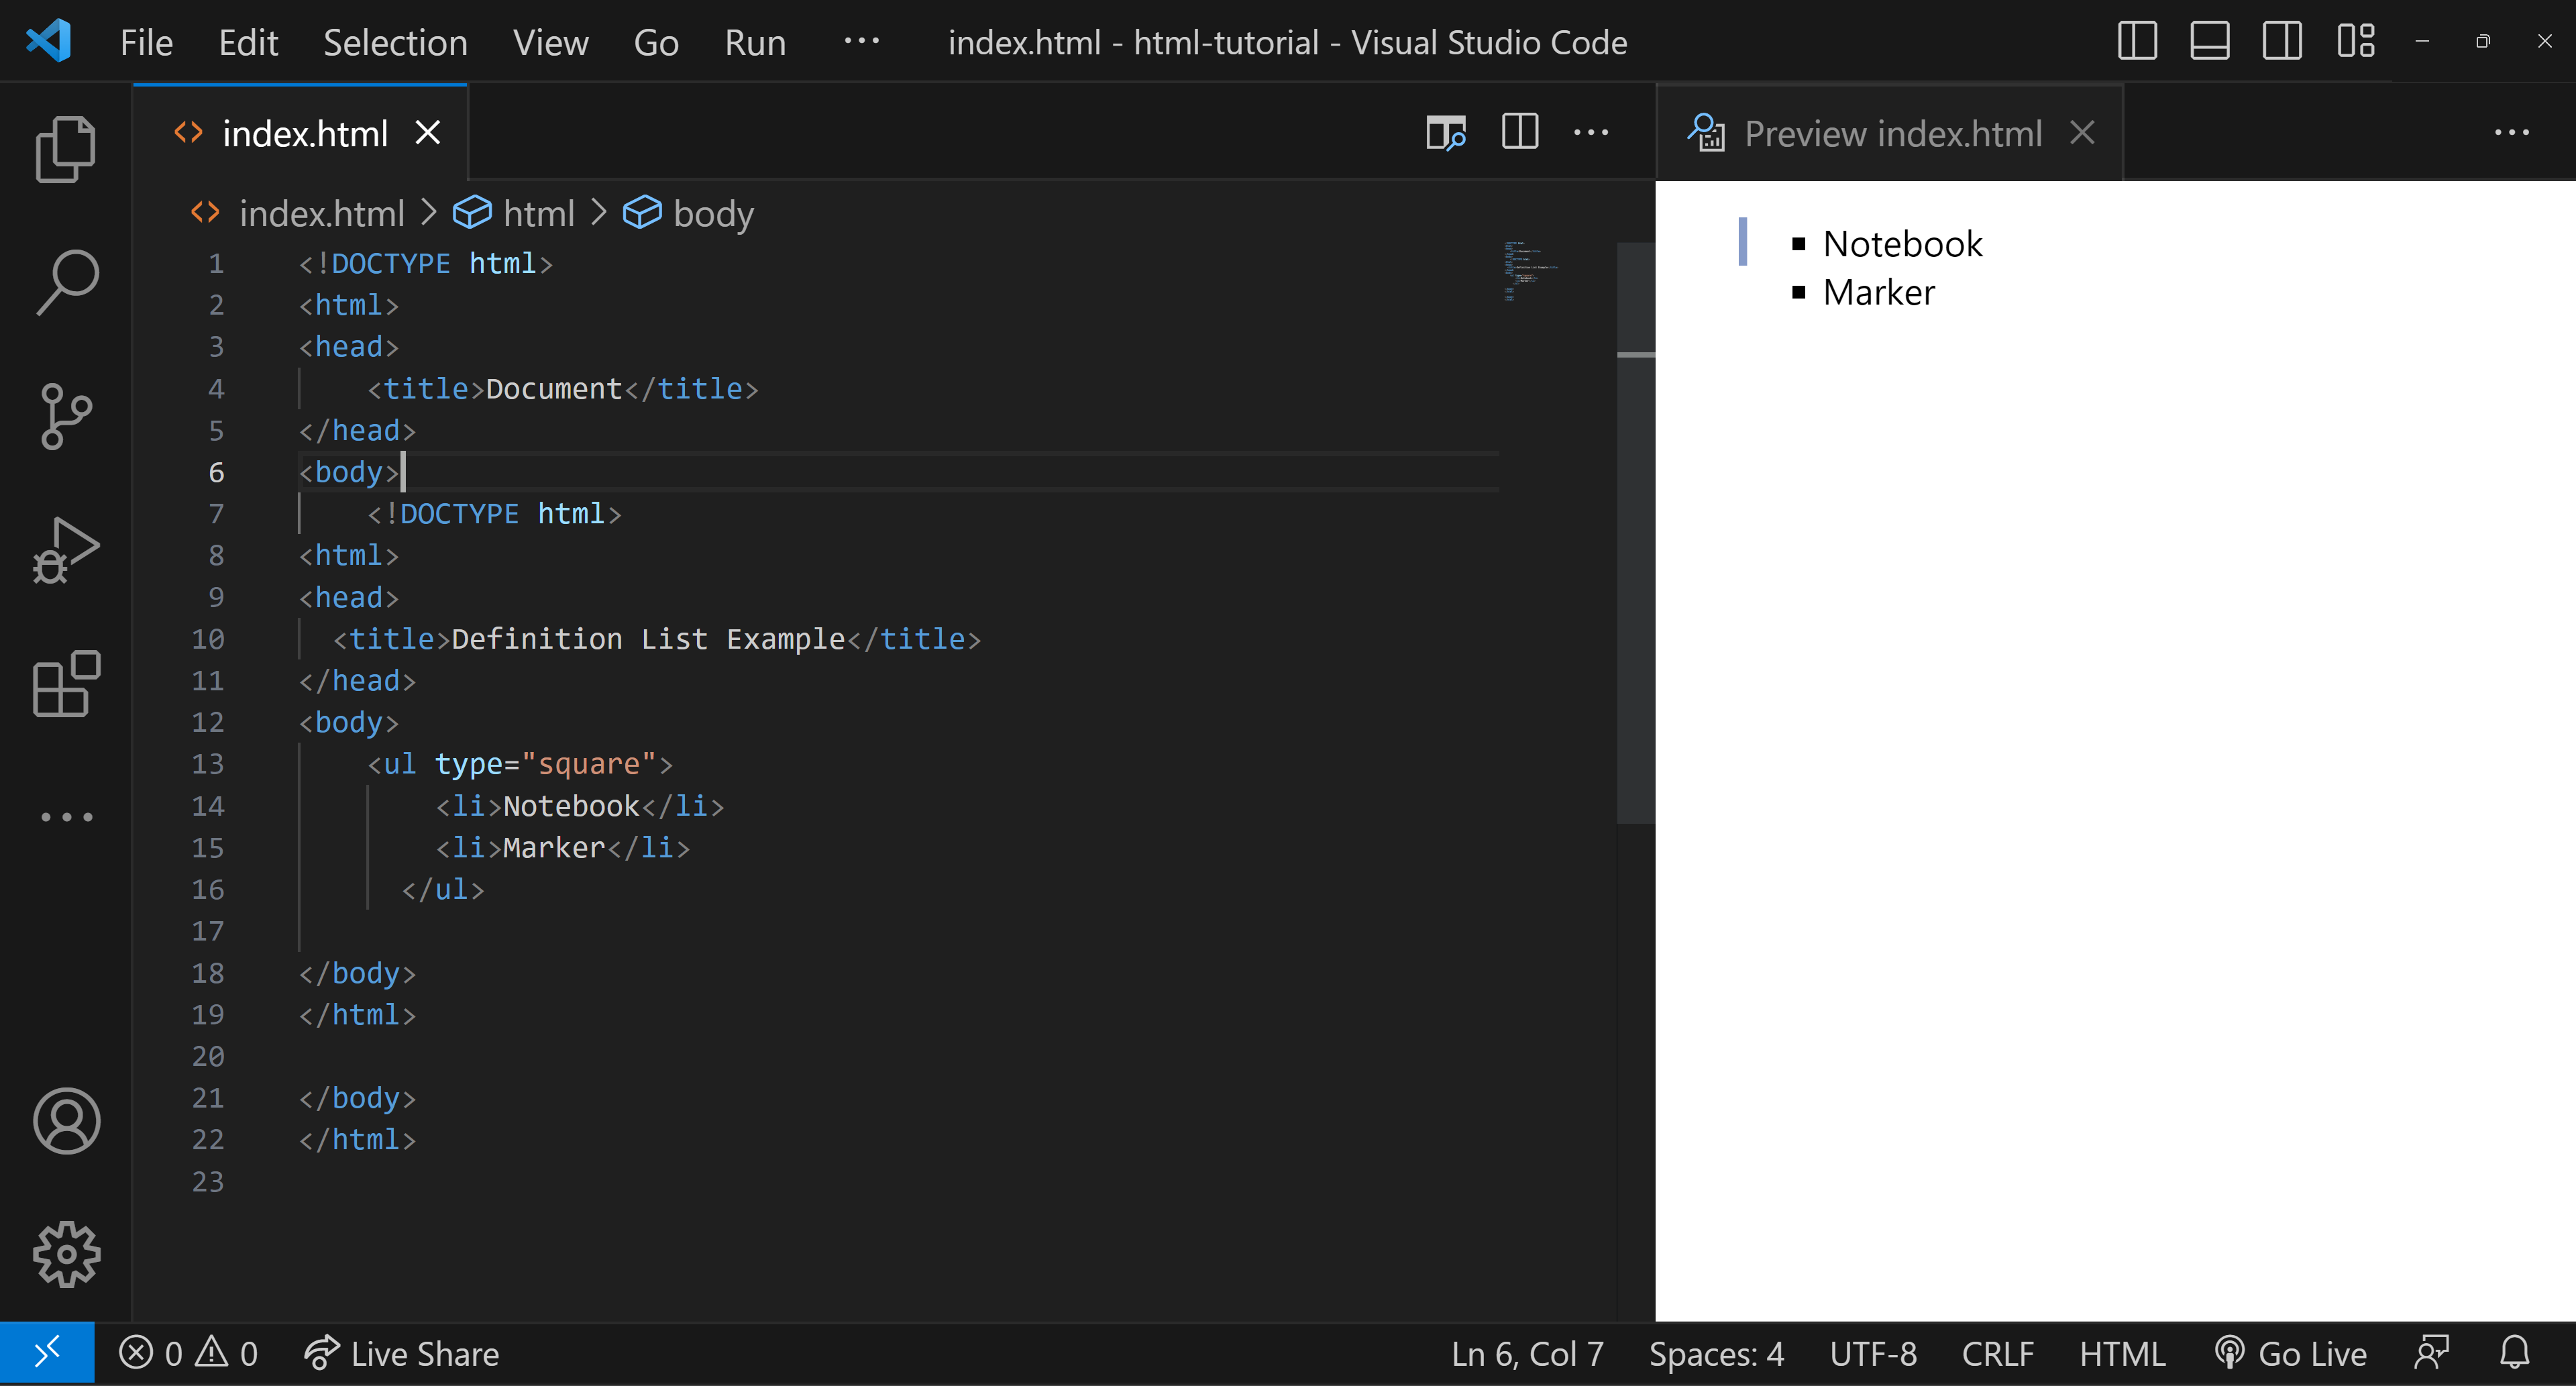 File Edit Selection View Go Run ··· index.html - html-tutorial - Visual Studio Code
index.html
Preview index.html
index.html > html > body
1 <!DOCTYPE html>
2 <html>
3 <head>
4     <title>Document</title>
5 </head>
6 <body>
7     <!DOCTYPE html>
8 <html>
9 <head>
10   <title>Definition List Example</title>
11 </head>
12 <body>
13     <ul type="square">
14         <li>Notebook</li>
15         <li>Marker</li>
16       </ul>
17
18 </body>
19 </html>
20
21 </body>
22 </html>
23
▪ Notebook
▪ Marker
0 0 Live Share Ln 6, Col 7 Spaces: 4 UTF-8 CRLF HTML Go Live